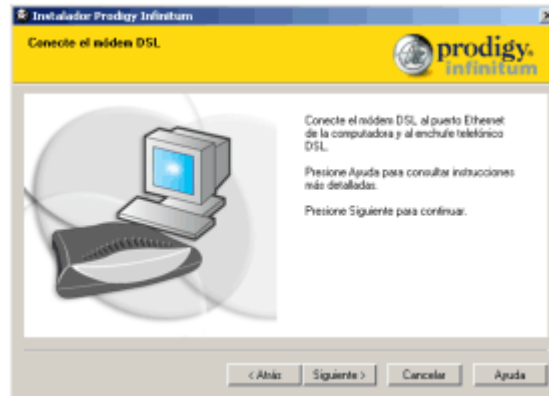 Instalador Prodigy Infinitum
Conecte el módem DSL
prodigy.
infinitum
Conecte el módem DSL al puerto Ethernet
de la computadora y al enchufe telefónico
DSL.
Presione Ayuda para consultar instrucciones
más detalladas.
Presione Siguiente para continuar.
< Atrás
Siguiente >
Cancelar
Ayuda